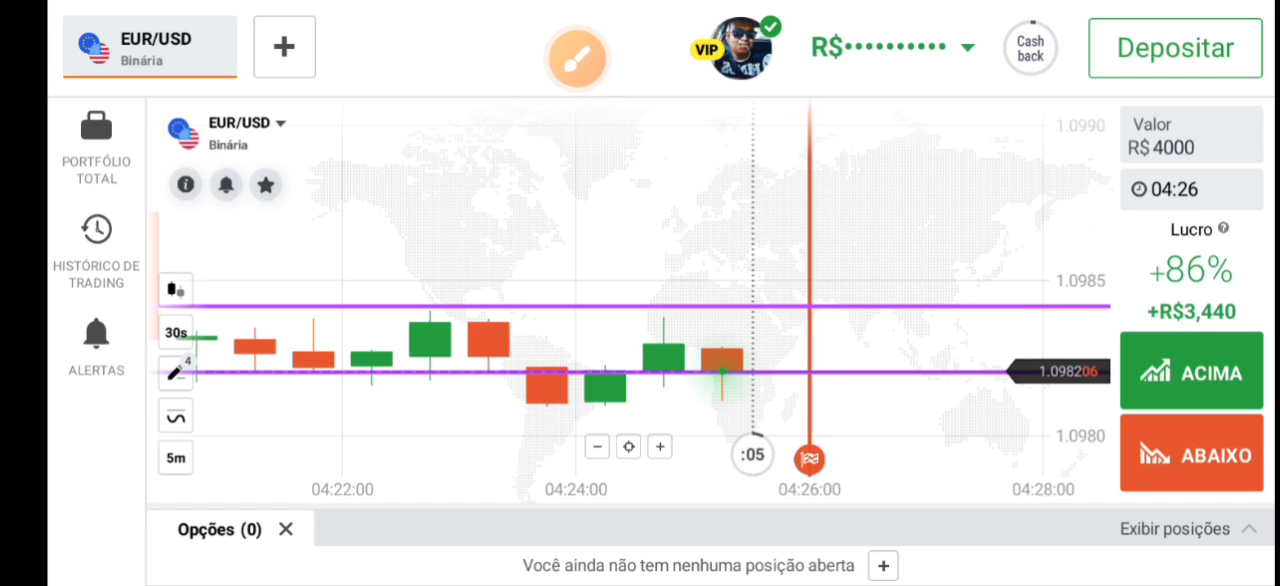 EUR/USD
Binária
+
VIP
R$••••••••••
Cash
back
Depositar
PORTFÓLIO
TOTAL
HISTÓRICO DE
TRADING
ALERTAS
EUR/USD
Binária
30s
4
5m
1.0990
1.0985
1.098206
1.0980
:05
04:22:00
04:24:00
04:26:00
04:28:00
Valor
R$ 4000
04:26
Lucro ?
+86%
+R$3,440
ACIMA
ABAIXO
Opções (0) ×
Exibir posições
Você ainda não tem nenhuma posição aberta +